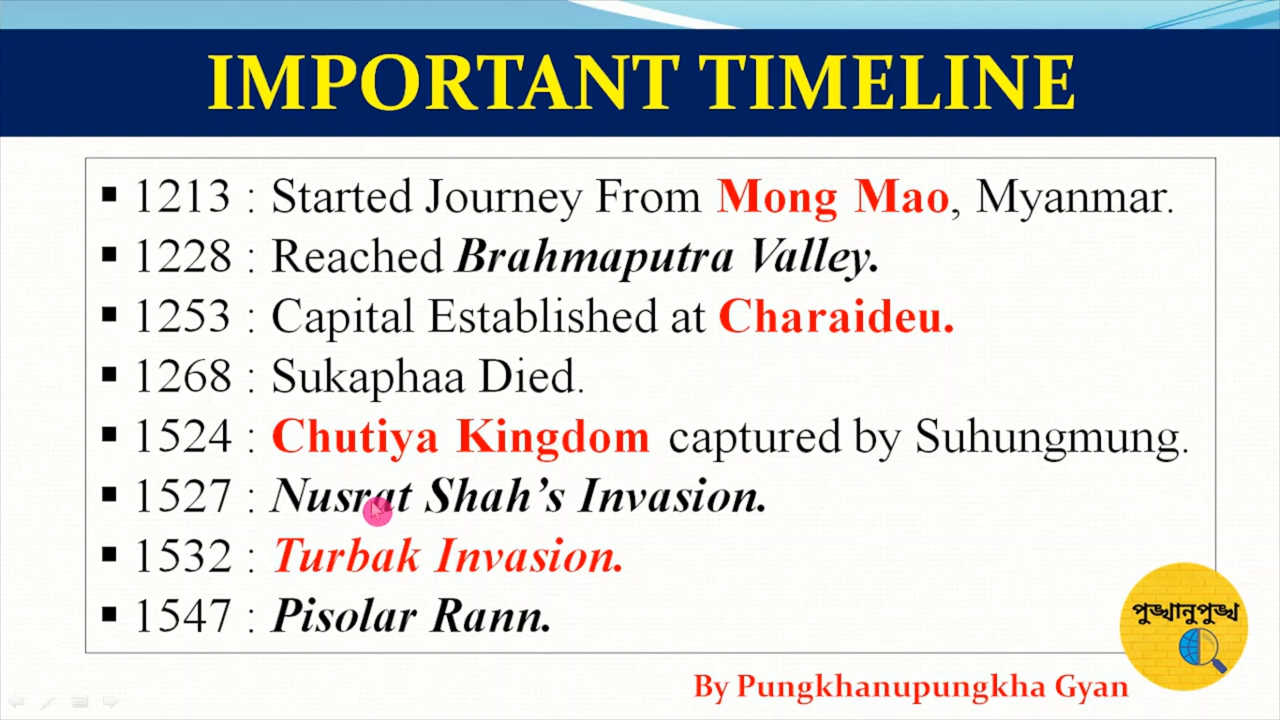 IMPORTANT TIMELINE
▪ 1213 : Started Journey From Mong Mao, Myanmar.
▪ 1228 : Reached Brahmaputra Valley.
▪ 1253 : Capital Established at Charaideu.
▪ 1268 : Sukaphaa Died.
▪ 1524 : Chutiya Kingdom captured by Suhungmung.
▪ 1527 : Nusrat Shah’s Invasion.
▪ 1532 : Turbak Invasion.
▪ 1547 : Pisolar Rann.
পুঙ্খানুপুঙ্খ
By Pungkhanupungkha Gyan